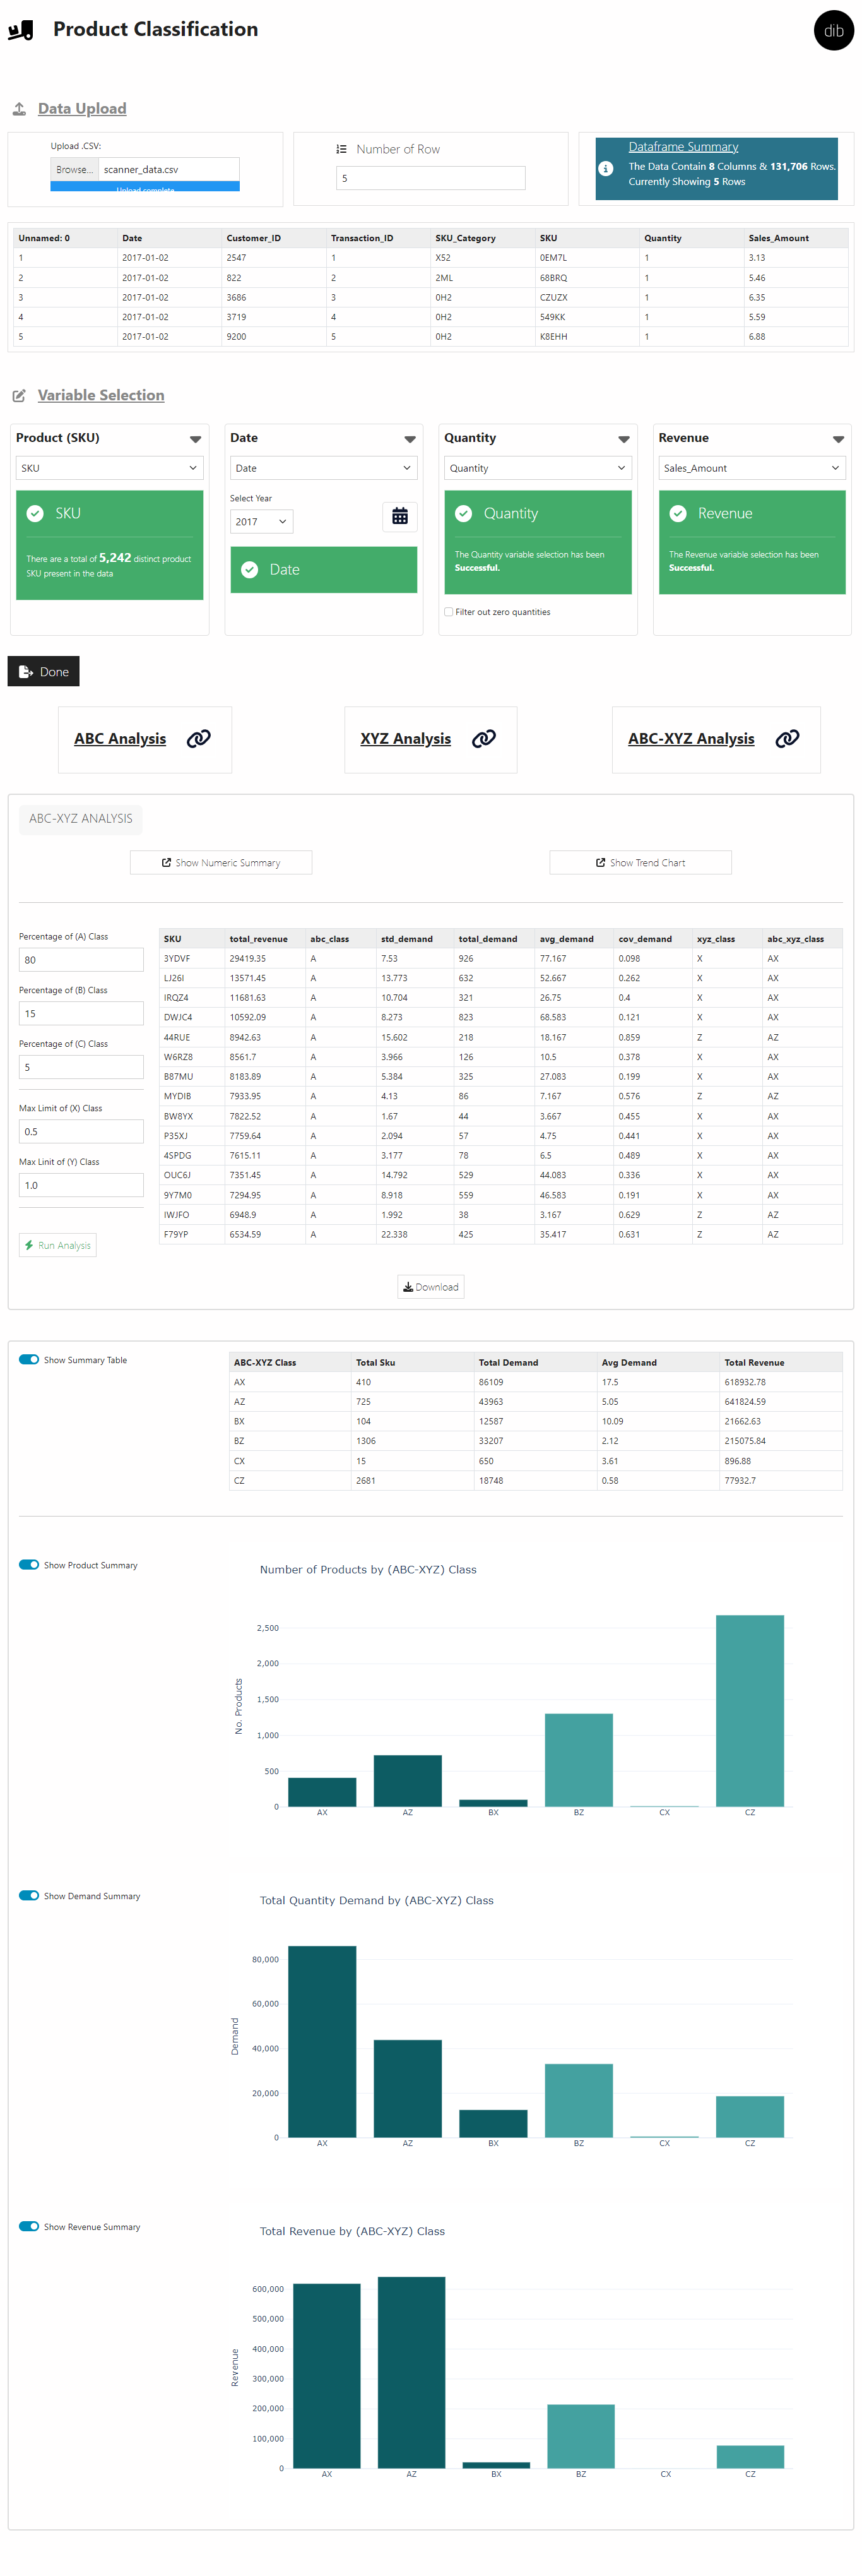 Product Classification
dib
Data Upload
Upload .CSV:
Browse... scanner_data.csv
Upload complete
Number of Row
5
Dataframe Summary
The Data Contain 8 Columns & 131,706 Rows.
Currently Showing 5 Rows
Unnamed: 0 Date Customer_ID Transaction_ID SKU_Category SKU Quantity Sales_Amount
1 2017-01-02 2547 1 X52 0EM7L 1 3.13
2 2017-01-02 822 2 2ML 68BRQ 1 5.46
3 2017-01-02 3686 3 0H2 CZUZX 1 6.35
4 2017-01-02 3719 4 0H2 549KK 1 5.59
5 2017-01-02 9200 5 0H2 K8EHH 1 6.88
Variable Selection
Product (SKU)
SKU
SKU
There are a total of 5,242 distinct product
SKU present in the data
Date
Date
Select Year
2017
Date
Quantity
Quantity
Quantity
The Quantity variable selection has been
Successful.
Filter out zero quantities
Revenue
Sales_Amount
Revenue
The Revenue variable selection has been
Successful.
Done
ABC Analysis
XYZ Analysis
ABC-XYZ Analysis
ABC-XYZ ANALYSIS
Show Numeric Summary
Show Trend Chart
Percentage of (A) Class
80
Percentage of (B) Class
15
Percentage of (C) Class
5
Max Limit of (X) Class
0.5
Max Linit of (Y) Class
1.0
Run Analysis
SKU total_revenue abc_class std_demand total_demand avg_demand cov_demand xyz_class abc_xyz_class
3YDVF 29419.35 A 7.53 926 77.167 0.098 X AX
LJ26I 13571.45 A 13.773 632 52.667 0.262 X AX
IRQZ4 11681.63 A 10.704 321 26.75 0.4 X AX
DWJC4 10592.09 A 8.273 823 68.583 0.121 X AX
44RUE 8942.63 A 15.602 218 18.167 0.859 Z AZ
W6RZ8 8561.7 A 3.966 126 10.5 0.378 X AX
B87MU 8183.89 A 5.384 325 27.083 0.199 X AX
MYDIB 7933.95 A 4.13 86 7.167 0.576 Z AZ
BW8YX 7822.52 A 1.67 44 3.667 0.455 X AX
P35XJ 7759.64 A 2.094 57 4.75 0.441 X AX
4SPDG 7615.11 A 3.177 78 6.5 0.489 X AX
OUC6J 7351.45 A 14.792 529 44.083 0.336 X AX
9Y7M0 7294.95 A 8.918 559 46.583 0.191 X AX
IWJFO 6948.9 A 1.992 38 3.167 0.629 Z AZ
F79YP 6534.59 A 22.338 425 35.417 0.631 Z AZ
Download
Show Summary Table
ABC-XYZ Class Total Sku Total Demand Avg Demand Total Revenue
AX 410 86109 17.5 618932.78
AZ 725 43963 5.05 641824.59
BX 104 12587 10.09 21662.63
BZ 1306 33207 2.12 215075.84
CX 15 650 3.61 896.88
CZ 2681 18748 0.58 77932.7
Show Product Summary
Number of Products by (ABC-XYZ) Class
No. Products
2,500
2,000
1,500
1,000
500
0
AX AZ BX BZ CX CZ
Show Demand Summary
Total Quantity Demand by (ABC-XYZ) Class
Demand
80,000
60,000
40,000
20,000
0
AX AZ BX BZ CX CZ
Show Revenue Summary
Total Revenue by (ABC-XYZ) Class
Revenue
600,000
500,000
400,000
300,000
200,000
100,000
0
AX AZ BX BZ CX CZ